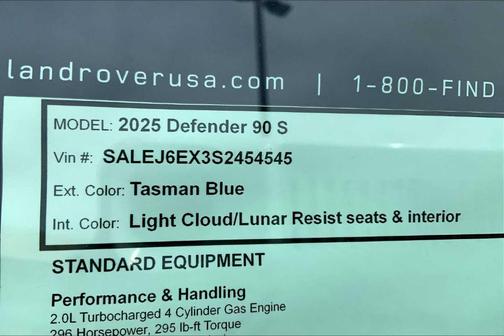 landroverusa.com | 1-800-FIND
MODEL: 2025 Defender 90 S
Vin #: SALEJ6EX3S2454545
Ext. Color: Tasman Blue
Int. Color: Light Cloud/Lunar Resist seats & interior
STANDARD EQUIPMENT
Performance & Handling
2.0L Turbocharged 4 Cylinder Gas Engine
296 Horsepower, 295 lb-ft Torque